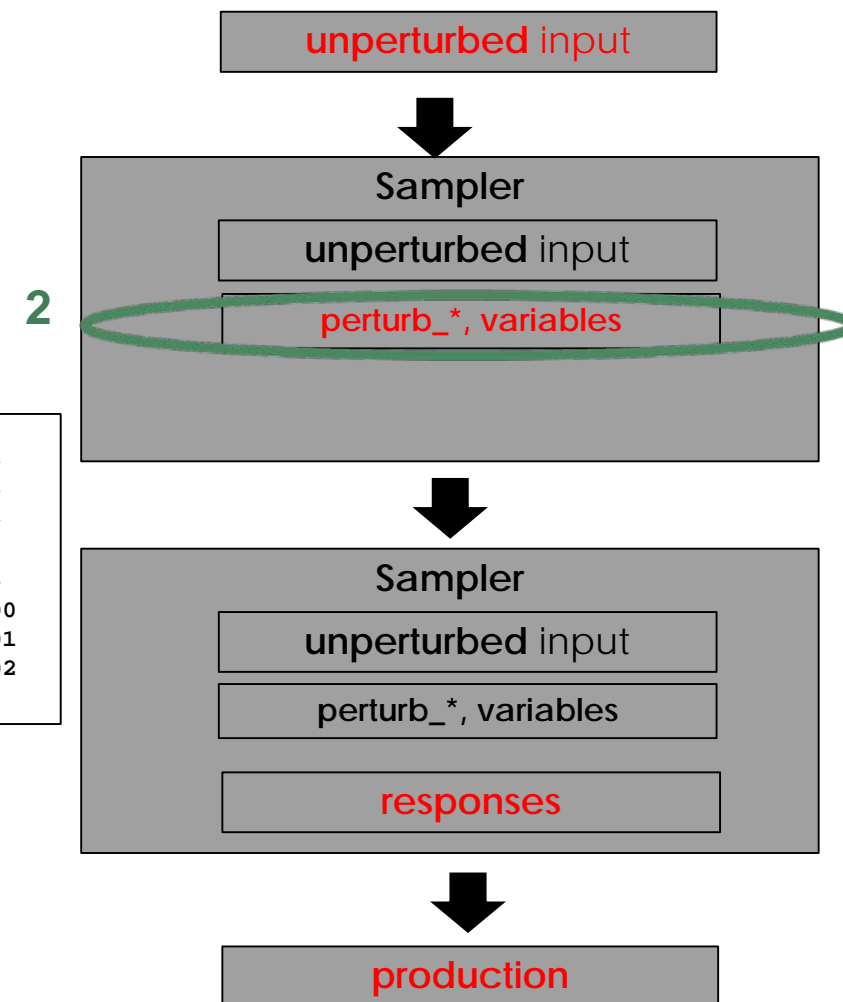 unperturbed input
Sampler
unperturbed input
2
perturb_*, variables
Sampler
unperturbed input
perturb_*, variables
responses
production